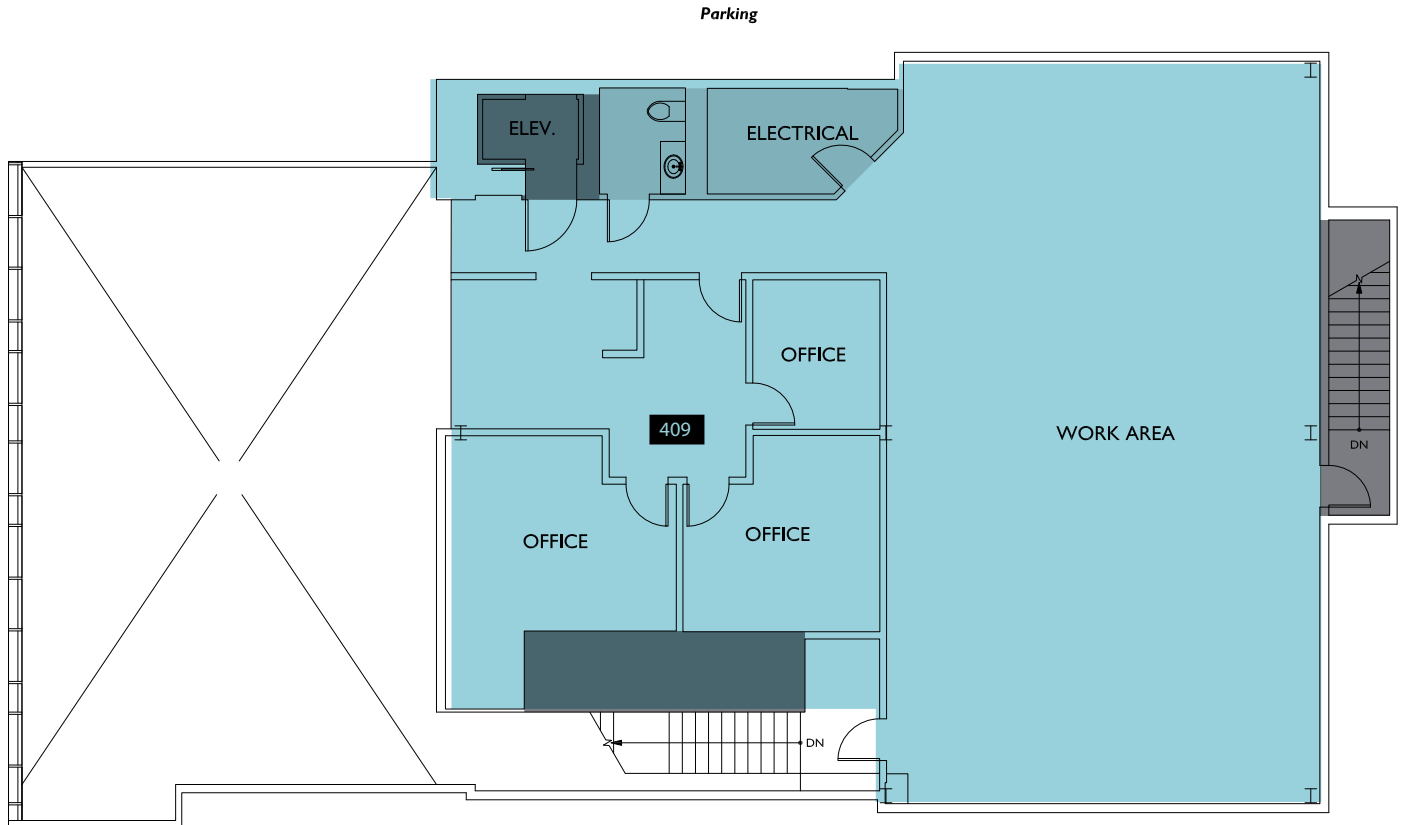 Parking
ELEV.
ELECTRICAL
OFFICE
409
WORK AREA
DN
OFFICE
OFFICE
DN